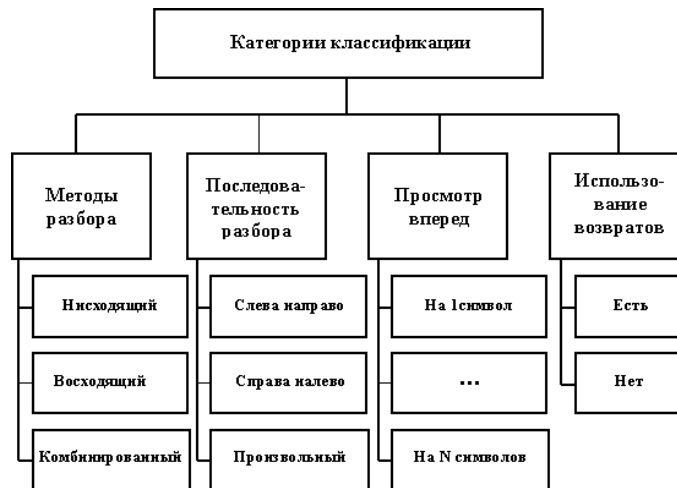 Категории классификации
Методы
разбора
Последова-
тельность
разбора
Просмотр
вперед
Использо-
вание
возвратов
Нисходящий
Слева направо
На 1символ
Есть
Восходящий
Справа налево
...
Нет
Комбинированный
Произвольный
На N символов